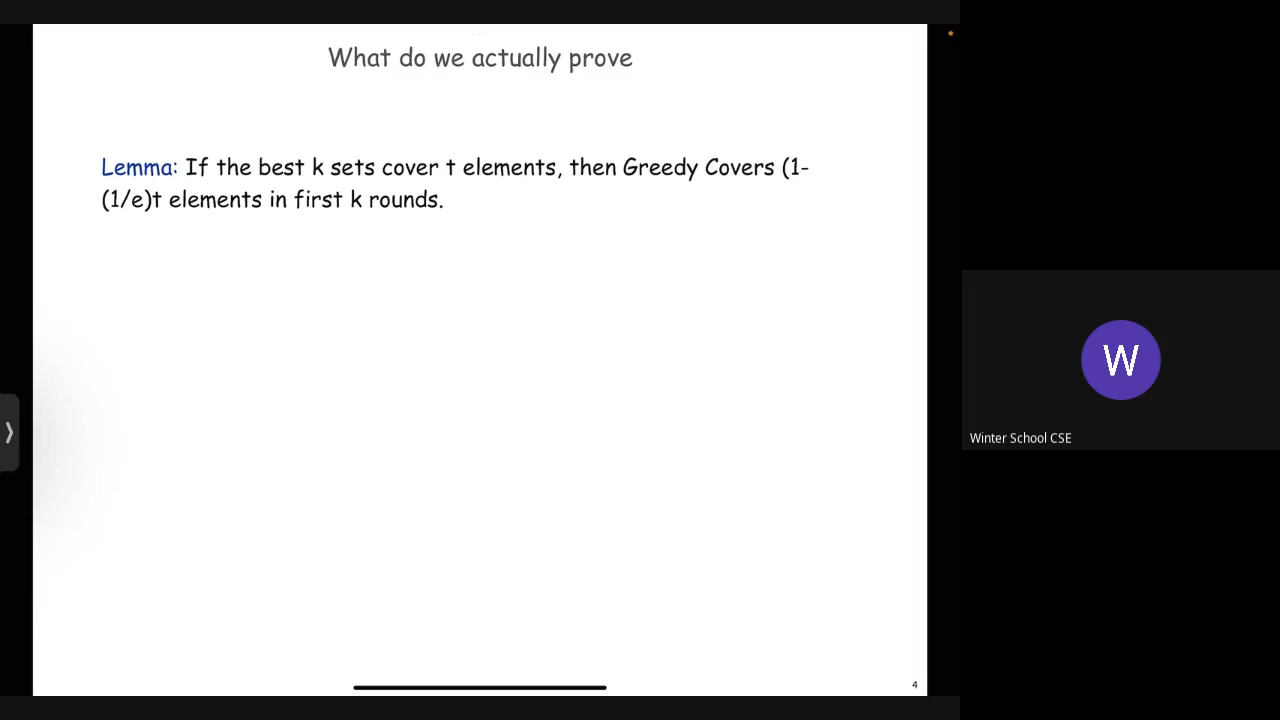 What do we actually prove
Lemma: If the best k sets cover t elements, then Greedy Covers (1-
(1/e)t elements in first k rounds.
W
Winter School CSE
4